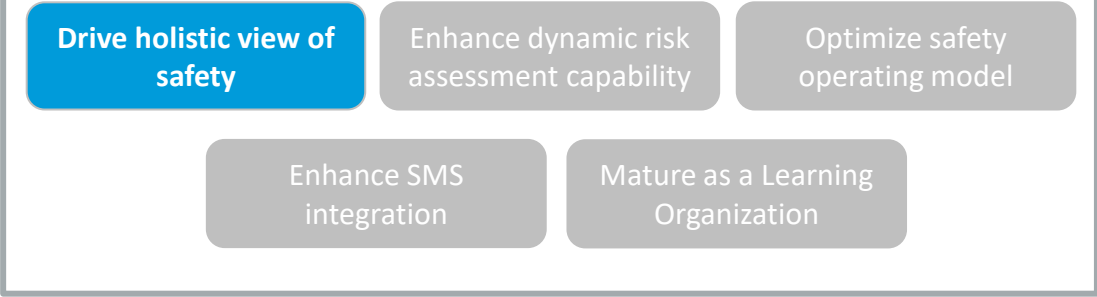 Drive holistic view of
safety
Enhance dynamic risk
assessment capability
Optimize safety
operating model
Enhance SMS
integration
Mature as a Learning
Organization